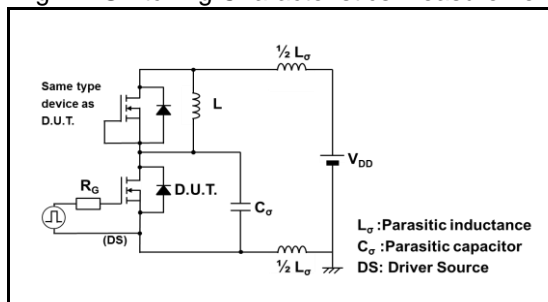 ½ Lσ
Same type
device as
D.U.T.
L
VDD
RG
D.U.T.
Cσ
(DS)
½ Lσ
Lσ :Parasitic inductance
Cσ :Parasitic capacitor
DS: Driver Source